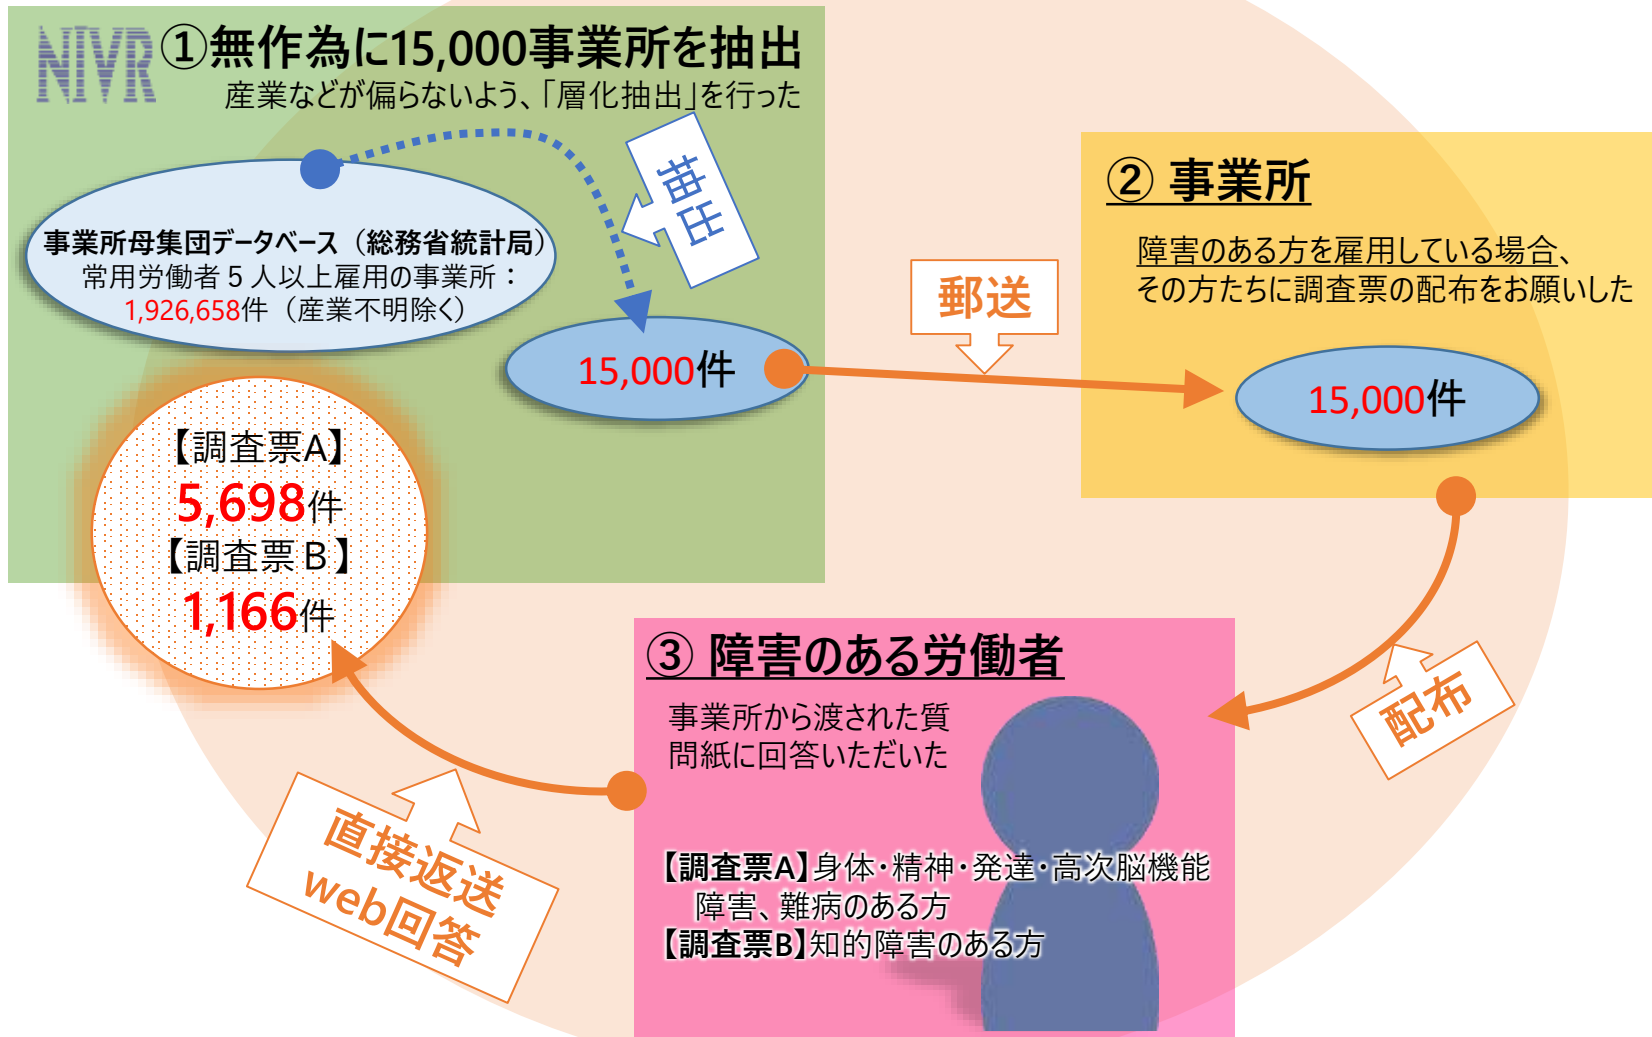 NIVR
①無作為に15,000事業所を抽出
産業などが偏らないよう、「層化抽出」を行った
抽出
事業所母集団データベース（総務省統計局）
常用労働者５人以上雇用の事業所：
1,926,658件（産業不明除く）
15,000件
郵送
② 事業所
障害のある方を雇用している場合、
その方たちに調査票の配布をお願いした
15,000件
配布
③ 障害のある労働者
事業所から渡された質
問紙に回答いただいた
【調査票A】身体・精神・発達・高次脳機能
障害、難病のある方
【調査票B】知的障害のある方
直接返送
web回答
【調査票A】
5,698件
【調査票Ｂ】
1,166件